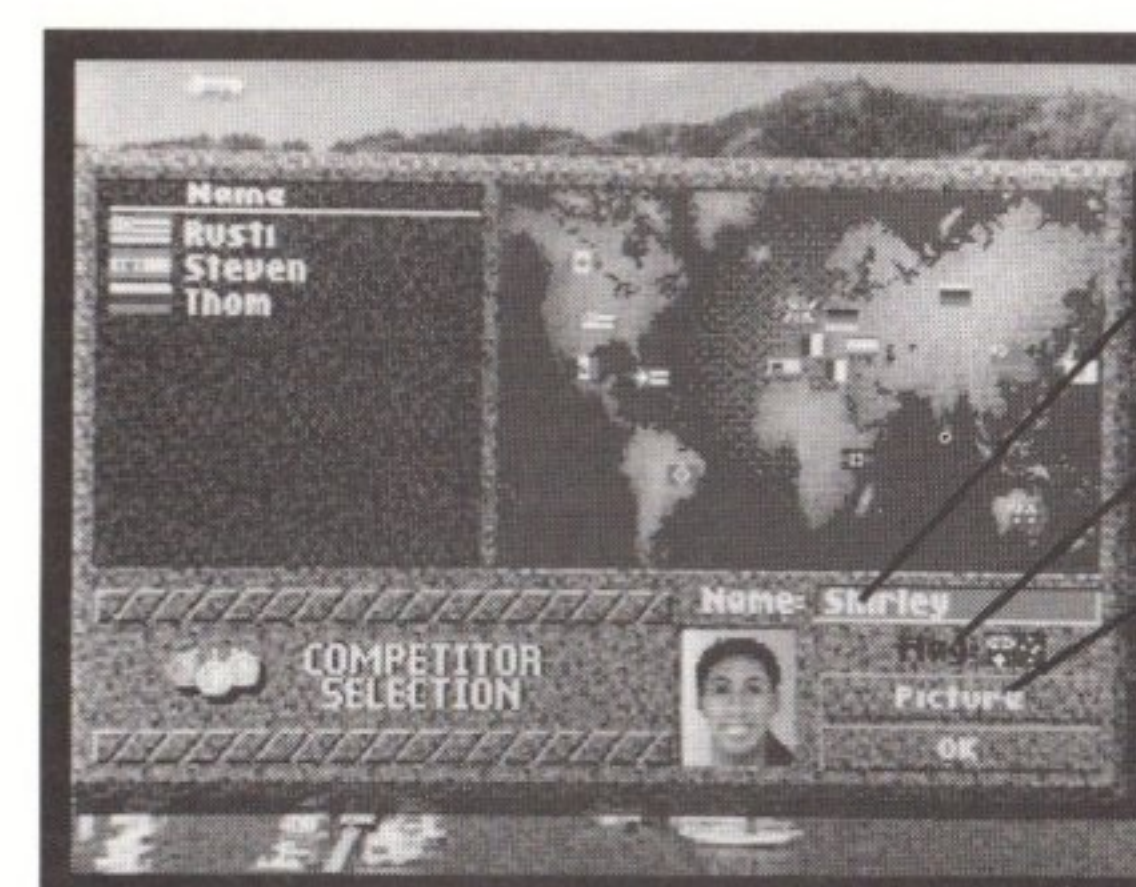 Name
Rusti
Steven
Thom
Name: Shirley
Flag:
COMPETITOR
SELECTION
Picture
OK